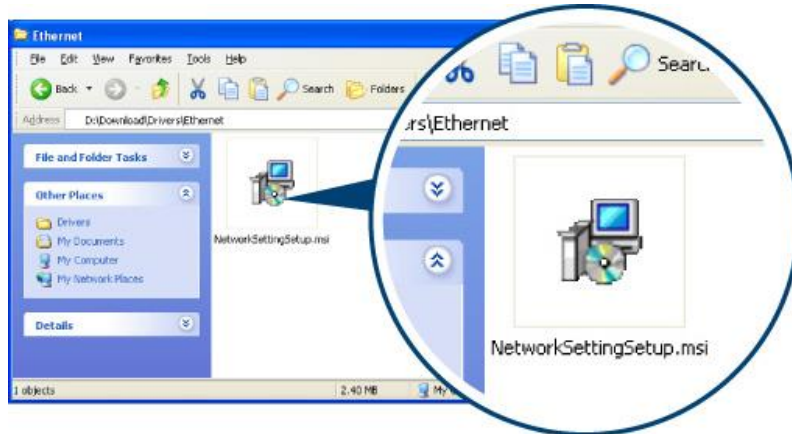 Ethernet
File Edit View Favorites Tools Help
Back Search Folders
Address D:\Download\Drivers\Ethernet
File and Folder Tasks
Other Places
Drivers
My Documents
My Computer
My Network Places
Details
NetworkSettingSetup.msi
1 objects 2.40 MB My
Sear
rs\Ethernet
NetworkSettingSetup.msi